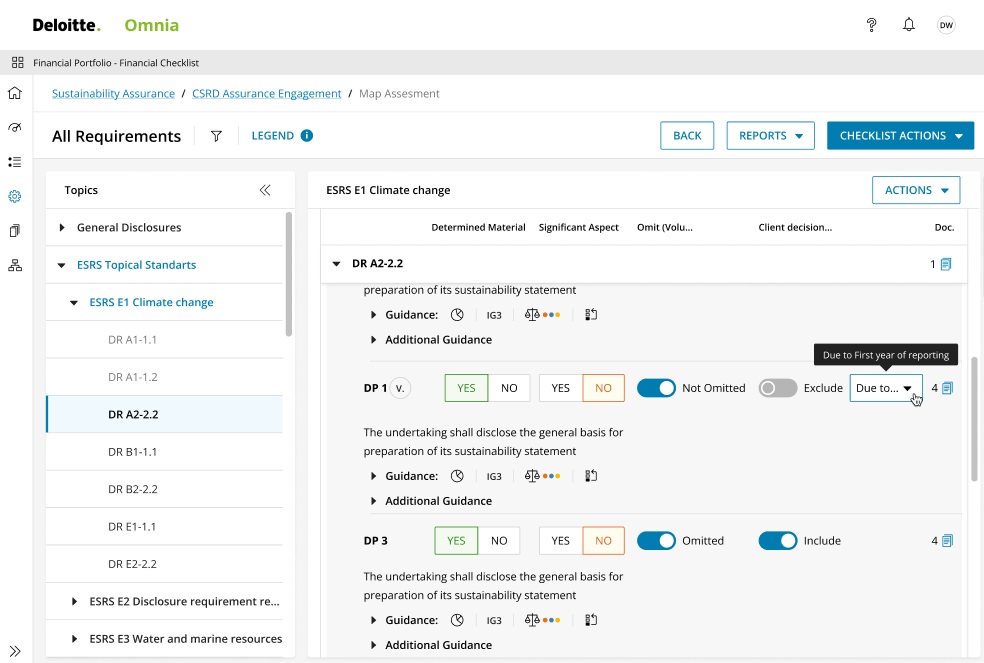 Deloitte. Omnia
? DW
Financial Portfolio - Financial Checklist
Sustainability Assurance / CSRD Assurance Engagement / Map Assesment
All Requirements LEGEND i BACK REPORTS CHECKLIST ACTIONS
Topics
General Disclosures
ESRS Topical Standarts
ESRS E1 Climate change
DR A1-1.1
DR A1-1.2
DR A2-2.2
DR B1-1.1
DR B2-2.2
DR E1-1.1
DR E2-2.2
ESRS E2 Disclosure requirement re...
ESRS E3 Water and marine resources
ESRS E1 Climate change ACTIONS
Determined Material Significant Aspect Omit (Volu... Client decision... Doc.
DR A2-2.2 1
preparation of its sustainability statement
Guidance: IG3
Additional Guidance
Due to First year of reporting
DP 1 v. YES NO YES NO Not Omitted Exclude Due to... 4
The undertaking shall disclose the general basis for
preparation of its sustainability statement
Guidance: IG3
Additional Guidance
DP 3 YES NO YES NO Omitted Include 4
The undertaking shall disclose the general basis for
preparation of its sustainability statement
Guidance: IG3
Additional Guidance